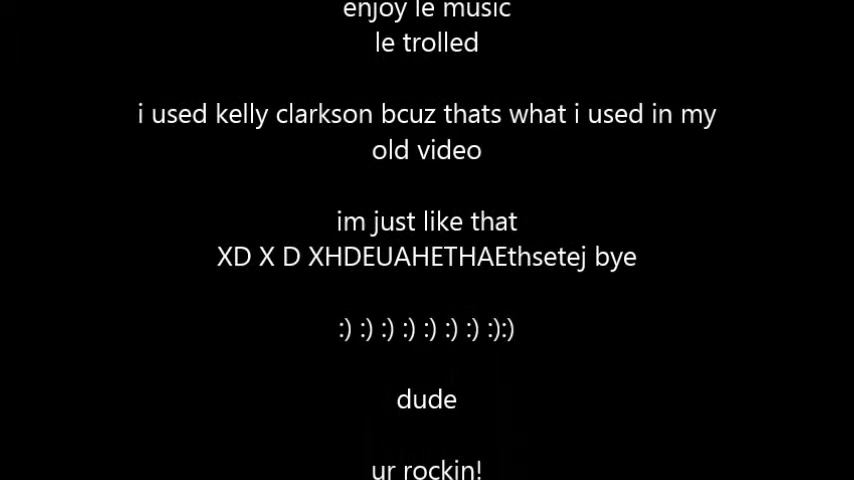 enjoy le music
le trolled
i used kelly clarkson bcuz thats what i used in my
old video
im just like that
XD X D XHDEUAHETHAEthsetej bye
:) :) :) :) :) :) :) :):)
dude
ur rockin!